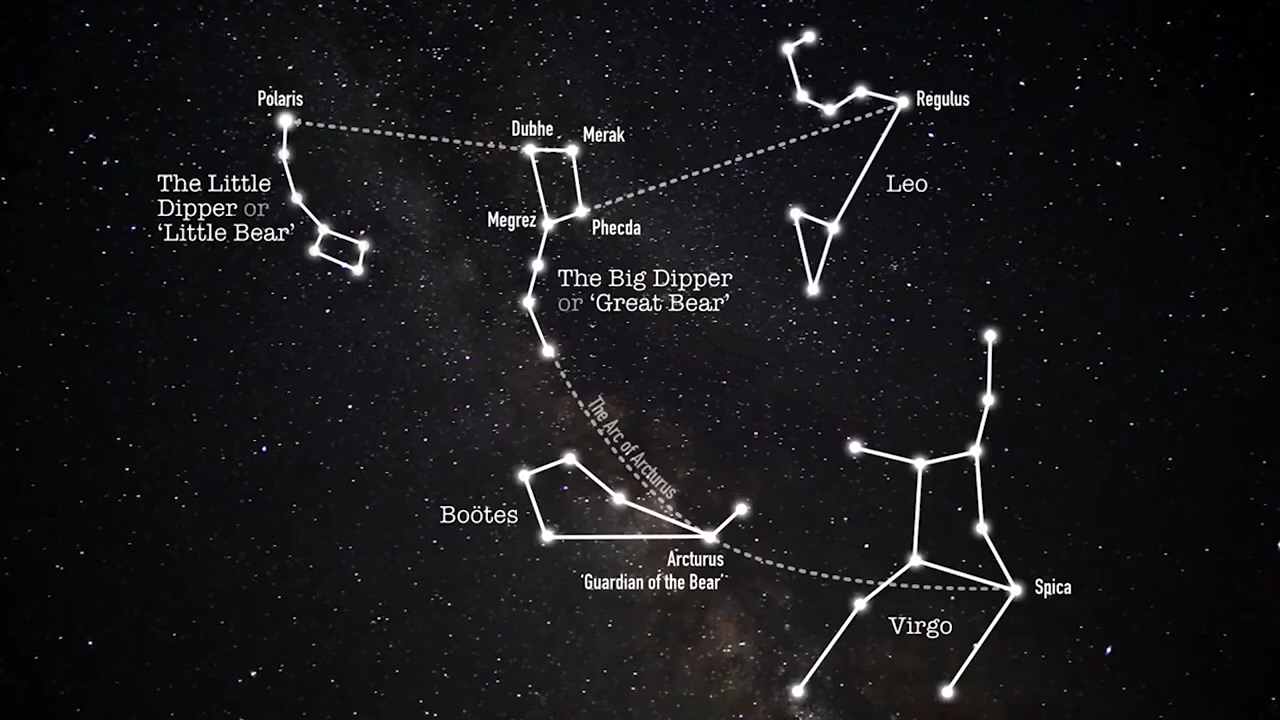 Polaris
The Little
Dipper or
‘Little Bear’
Dubhe
Merak
Megrez
Phecda
The Big Dipper
or ‘Great Bear’
Regulus
Leo
The Arc of Arcturus
Boötes
Arcturus
‘Guardian of the Bear’
Spica
Virgo